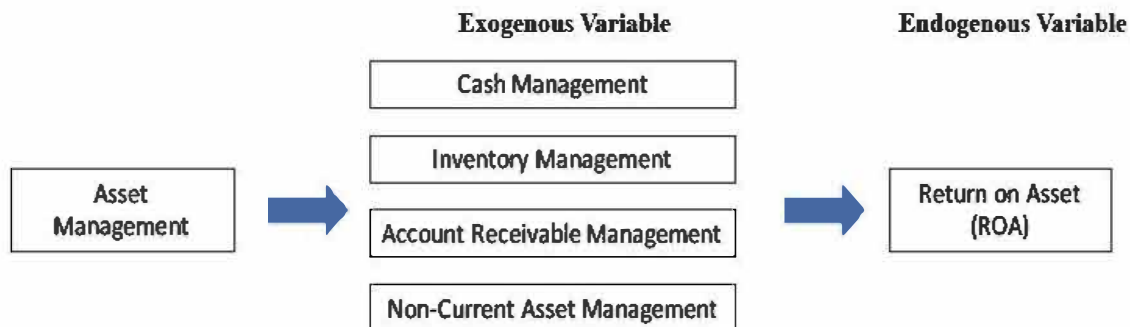 Exogenous Variable
Endogenous Variable
Cash Management
Inventory Management
Asset
Management
Account Receivable Management
Non-Current Asset Management
Return on Asset
(ROA)